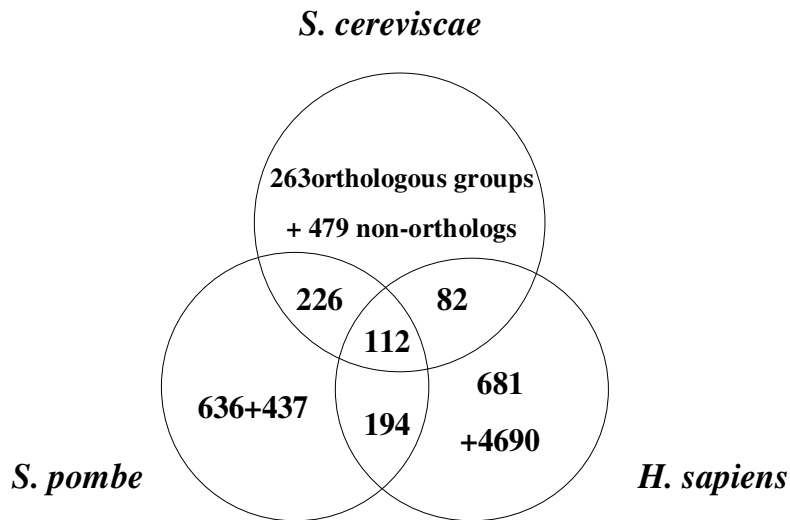 S. cereviscae
263orthologous groups
+ 479 non-orthologs
226
82
112
636+437
194
681
+4690
S. pombe
H. sapiens